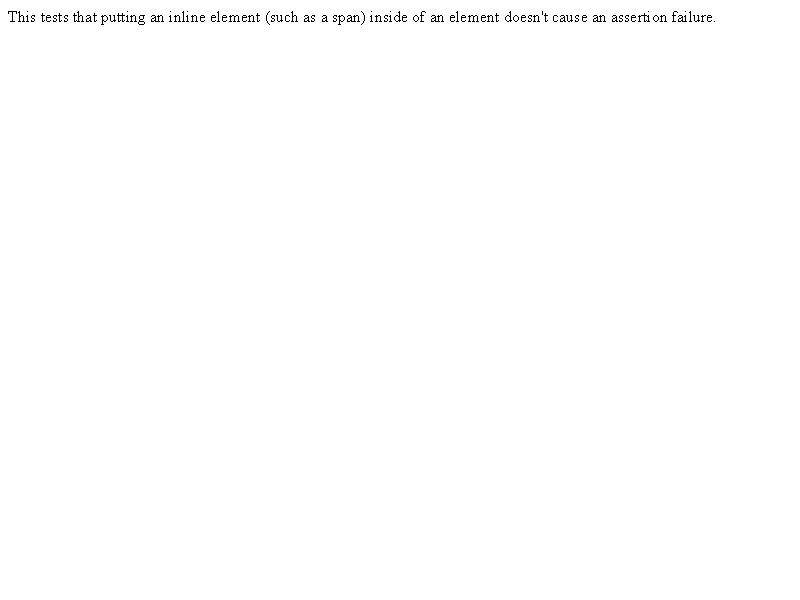 This tests that putting an inline element (such as a span) inside of an element doesn't cause an assertion failure.